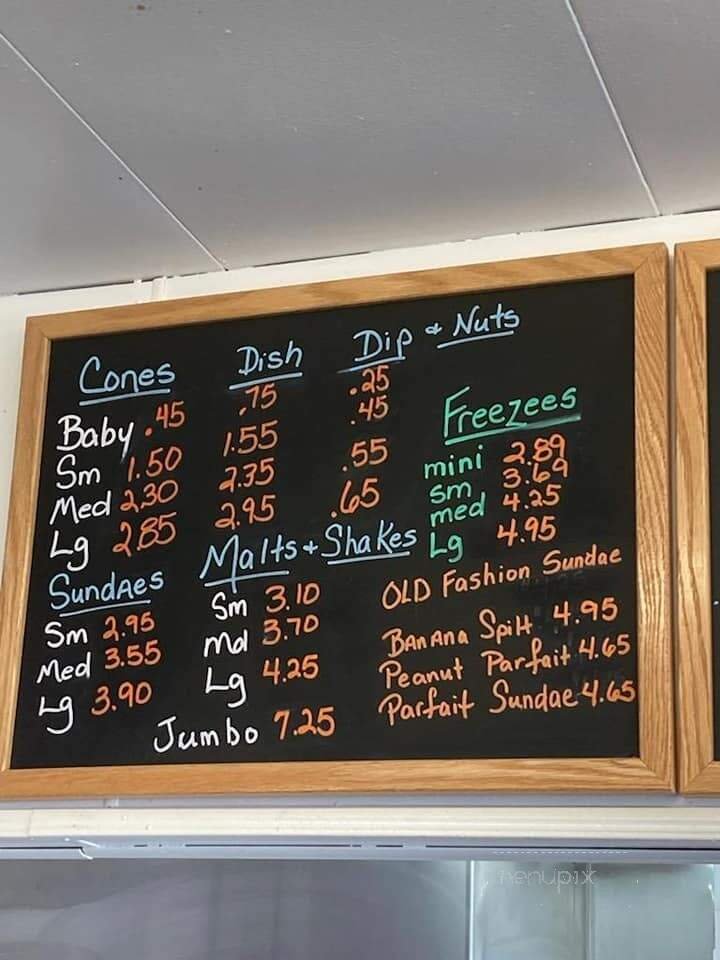 Cones Dish Dip & Nuts
Baby .45 .75 .25
Sm 1.50 1.55 .45
Med 2.30 2.35 .55
Lg 2.85 2.95 .65
Freezees
mini 2.89
sm 3.69
med 4.25
Lg 4.95
Sundaes
Sm 2.95
Med 3.55
Lg 3.90
Malts + Shakes
Sm 3.10
Md 3.70
Lg 4.25
Jumbo 7.25
OLD Fashion Sundae
BANANA Split 4.95
Peanut Parfait 4.65
Parfait Sundae 4.65
menupix